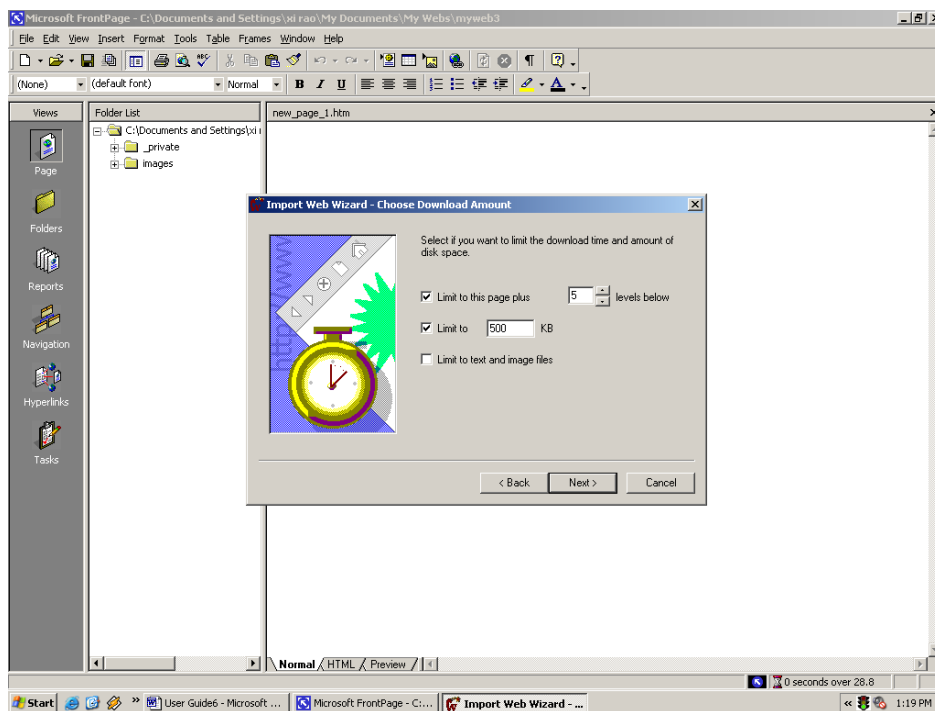 Microsoft FrontPage - C:\Documents and Settings\xi rao\My Documents\My Webs\myweb3
File Edit View Insert Format Tools Table Frames Window Help
(None) (default font) Normal B I U A
Views Folder List new_page_1.htm
C:\Documents and Settings\xi
_private
images
Page
Folders
Reports
Navigation
Hyperlinks
Tasks
Import Web Wizard - Choose Download Amount
Select if you want to limit the download time and amount of
disk space.
Limit to this page plus 5 levels below
Limit to 500 KB
Limit to text and image files
http://www
< Back Next > Cancel
Normal HTML Preview
0 seconds over 28.8
Start » User Guide6 - Microsoft ... Microsoft FrontPage - C:... Import Web Wizard - ... « 1:19 PM